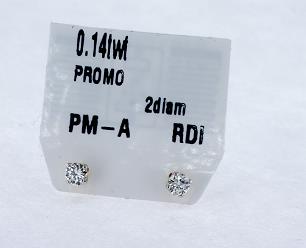 0.14twt
PROMO
2diam
PM-A RDI